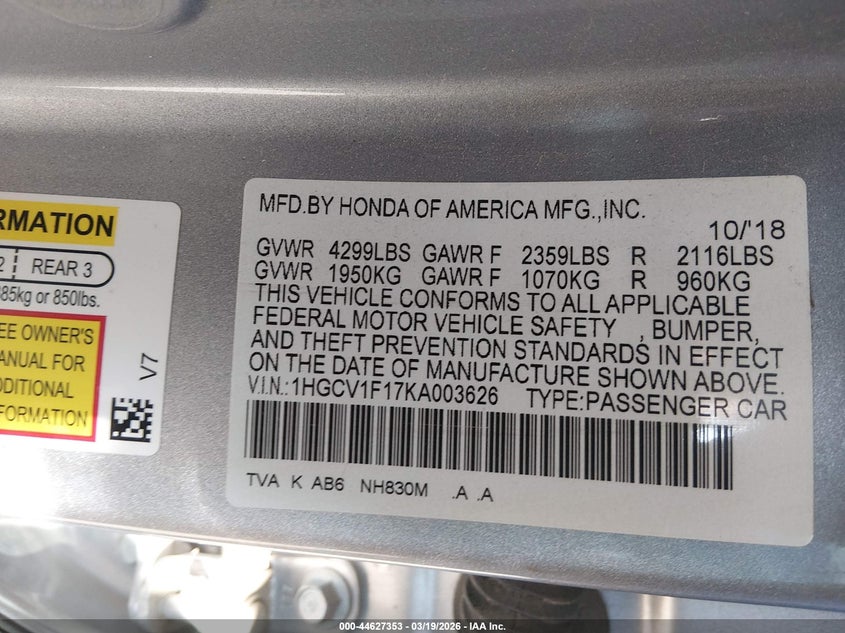 RMATION
2 | REAR 3
85kg or 850lbs.
EE OWNER'S
ANUAL FOR
DDITIONAL
FORMATION
V7
MFD.BY HONDA OF AMERICA MFG.,INC.
10/'18
GVWR 4299LBS GAWR F 2359LBS R 2116LBS
GVWR 1950KG GAWR F 1070KG R 960KG
THIS VEHICLE CONFORMS TO ALL APPLICABLE
FEDERAL MOTOR VEHICLE SAFETY , BUMPER,
AND THEFT PREVENTION STANDARDS IN EFFECT
ON THE DATE OF MANUFACTURE SHOWN ABOVE.
V.I.N.:1HGCV1F17KA003626 TYPE:PASSENGER CAR
TVA K AB6 NH830M .A .A
000-44627353 — 03/19/2026 — IAA Inc.